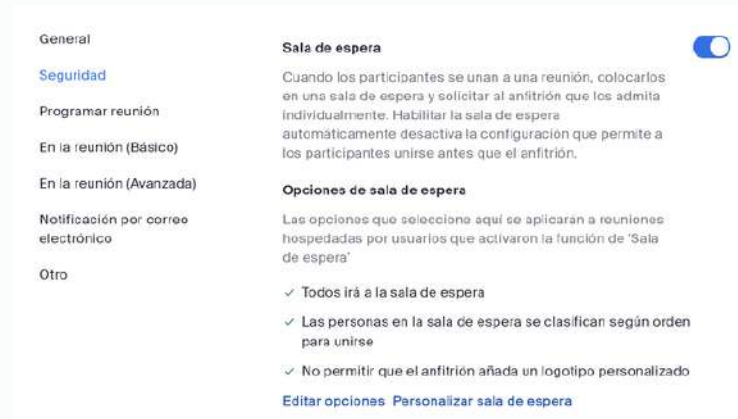 General
Seguridad
Programar reunión
En la reunión (Básico)
En la reunión (Avanzada)
Notificación por correo
electrónico
Otro
Sala de espera
Cuando los participantes se unan a una reunión, colocarlos
en una sala de espera y solicitar al anfitrión que los admita
individualmente. Habilitar la sala de espera
automáticamente desactiva la configuración que permite a
los participantes unirse antes que el anfitrión.
Opciones de sala de espera
Las opciones que seleccione aquí se aplicarán a reuniones
hospedadas por usuarios que activaron la función de 'Sala
de espera'
✓ Todos irá a la sala de espera
✓ Las personas en la sala de espera se clasifican según orden
para unirse
✓ No permitir que el anfitrión añada un logotipo personalizado
Editar opciones Personalizar sala de espera